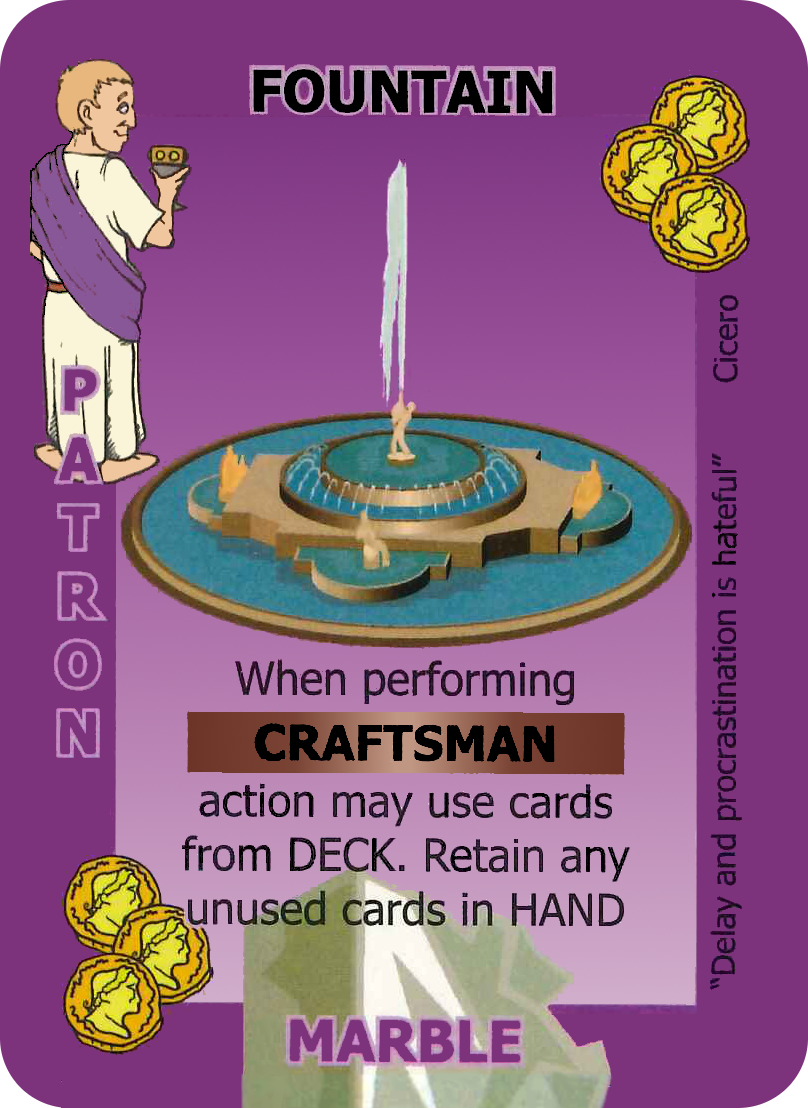 FOUNTAIN
PATRON
When performing
CRAFTSMAN
action may use cards
from DECK. Retain any
unused cards in HAND
MARBLE
“Delay and procrastination is hateful” Cicero